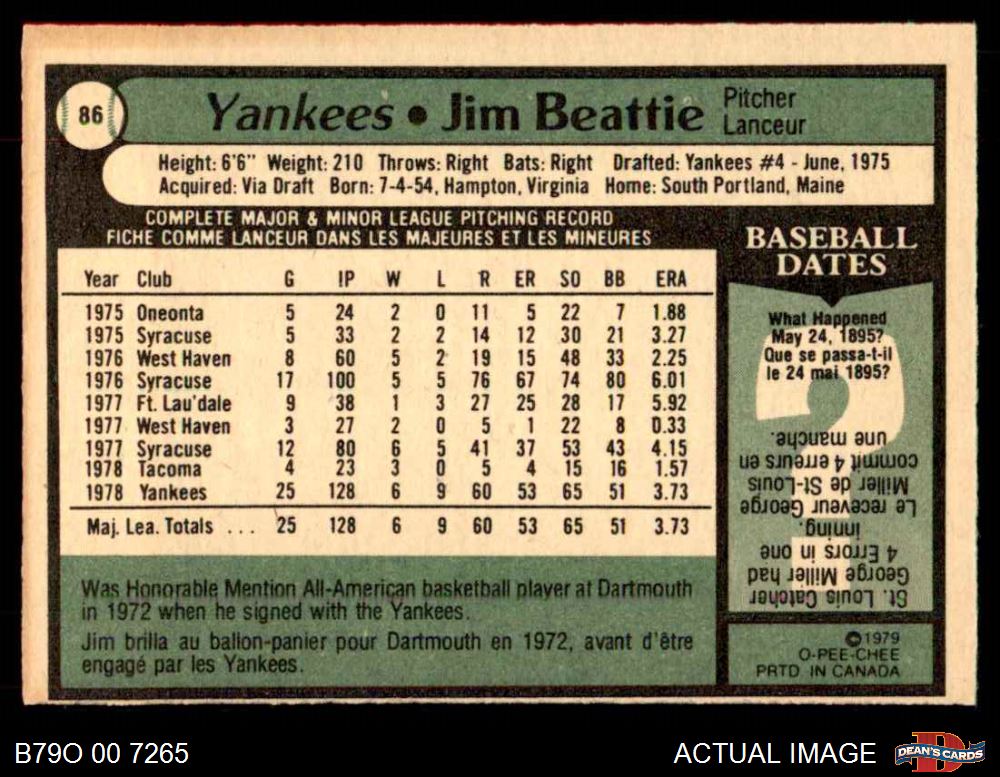 86
Yankees • Jim Beattie
Pitcher
Lanceur
Height: 6'6" Weight: 210 Throws: Right Bats: Right Drafted: Yankees #4 - June, 1975
Acquired: Via Draft Born: 7-4-54, Hampton, Virginia Home: South Portland, Maine
COMPLETE MAJOR & MINOR LEAGUE PITCHING RECORD
FICHE COMME LANCEUR DANS LES MAJEURES ET LES MINEURES
Year Club G IP W L R ER SO BB ERA
1975 Oneonta 5 24 2 0 11 5 22 7 1.88
1975 Syracuse 5 33 2 2 14 12 30 21 3.27
1976 West Haven 8 60 5 2 19 15 48 33 2.25
1976 Syracuse 17 100 5 5 76 67 74 80 6.01
1977 Ft. Lau'dale 9 38 1 3 27 25 28 17 5.92
1977 West Haven 3 27 2 0 5 1 22 8 0.33
1977 Syracuse 12 80 6 5 41 37 53 43 4.15
1978 Tacoma 4 23 3 0 5 4 15 16 1.57
1978 Yankees 25 128 6 9 60 53 65 51 3.73
Maj. Lea. Totals ... 25 128 6 9 60 53 65 51 3.73
Was Honorable Mention All-American basketball player at Dartmouth
in 1972 when he signed with the Yankees.
Jim brilla au ballon-panier pour Dartmouth en 1972, avant d'être
engagé par les Yankees.
BASEBALL
DATES
What Happened
May 24, 1895?
Que se passa-t-il
le 24 mai 1895?
St. Louis Catcher
George Miller had
4 Errors in one
inning.
Le receveur George
Miller de St-Louis
commit 4 erreurs en
une manche.
©1979
O-PEE-CHEE
PRTD IN CANADA
B79O 00 7265
ACTUAL IMAGE
DEAN'S CARDS